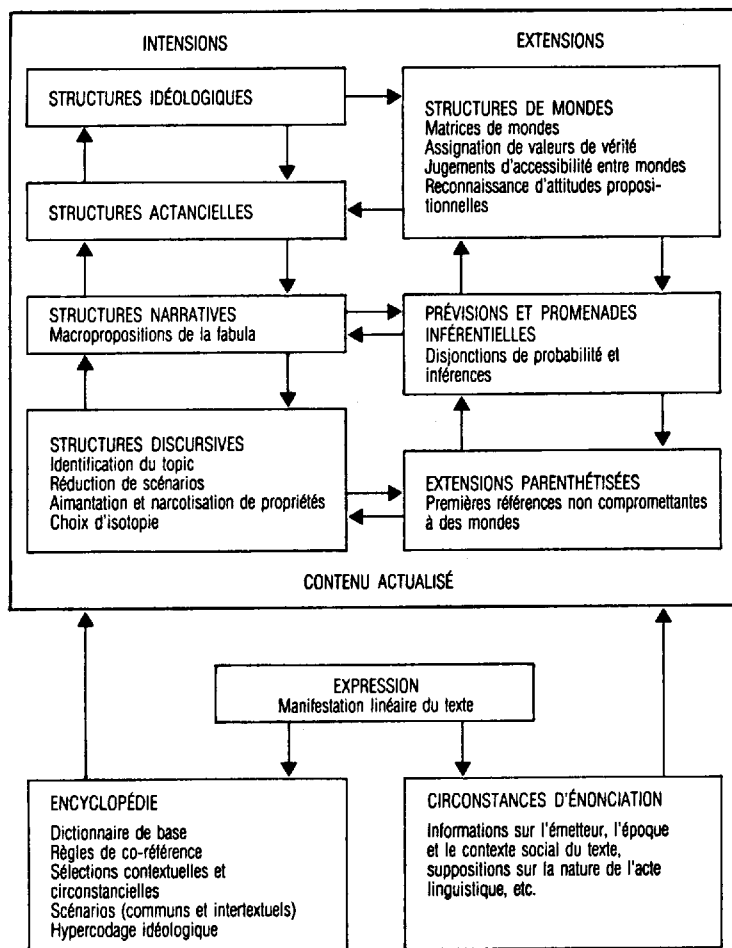 INTENSIONS
EXTENSIONS
STRUCTURES IDÉOLOGIQUES
STRUCTURES DE MONDES
Matrices de mondes
Assignation de valeurs de vérité
Jugements d'accessibilité entre mondes
Reconnaissance d'attitudes proposi-
tionnelles
STRUCTURES ACTANCIELLES
STRUCTURES NARRATIVES
Macropropositions de la fabula
PRÉVISIONS ET PROMENADES
INFÉRENTIELLES
Disjonctions de probabilité et
inférences
STRUCTURES DISCURSIVES
Identification du topic
Réduction de scénarios
Aimantation et narcotisation de propriétés
Choix d'isotopie
EXTENSIONS PARENTHÉTISÉES
Premières références non compromettantes
à des mondes
CONTENU ACTUALISÉ
EXPRESSION
Manifestation linéaire du texte
ENCYCLOPÉDIE
Dictionnaire de base
Règles de co-référence
Sélections contextuelles et
circonstancielles
Scénarios (communs et intertextuels)
Hypercodage idéologique
CIRCONSTANCES D'ÉNONCIATION
Informations sur l'émetteur, l'époque
et le contexte social du texte,
suppositions sur la nature de l'acte
linguistique, etc.